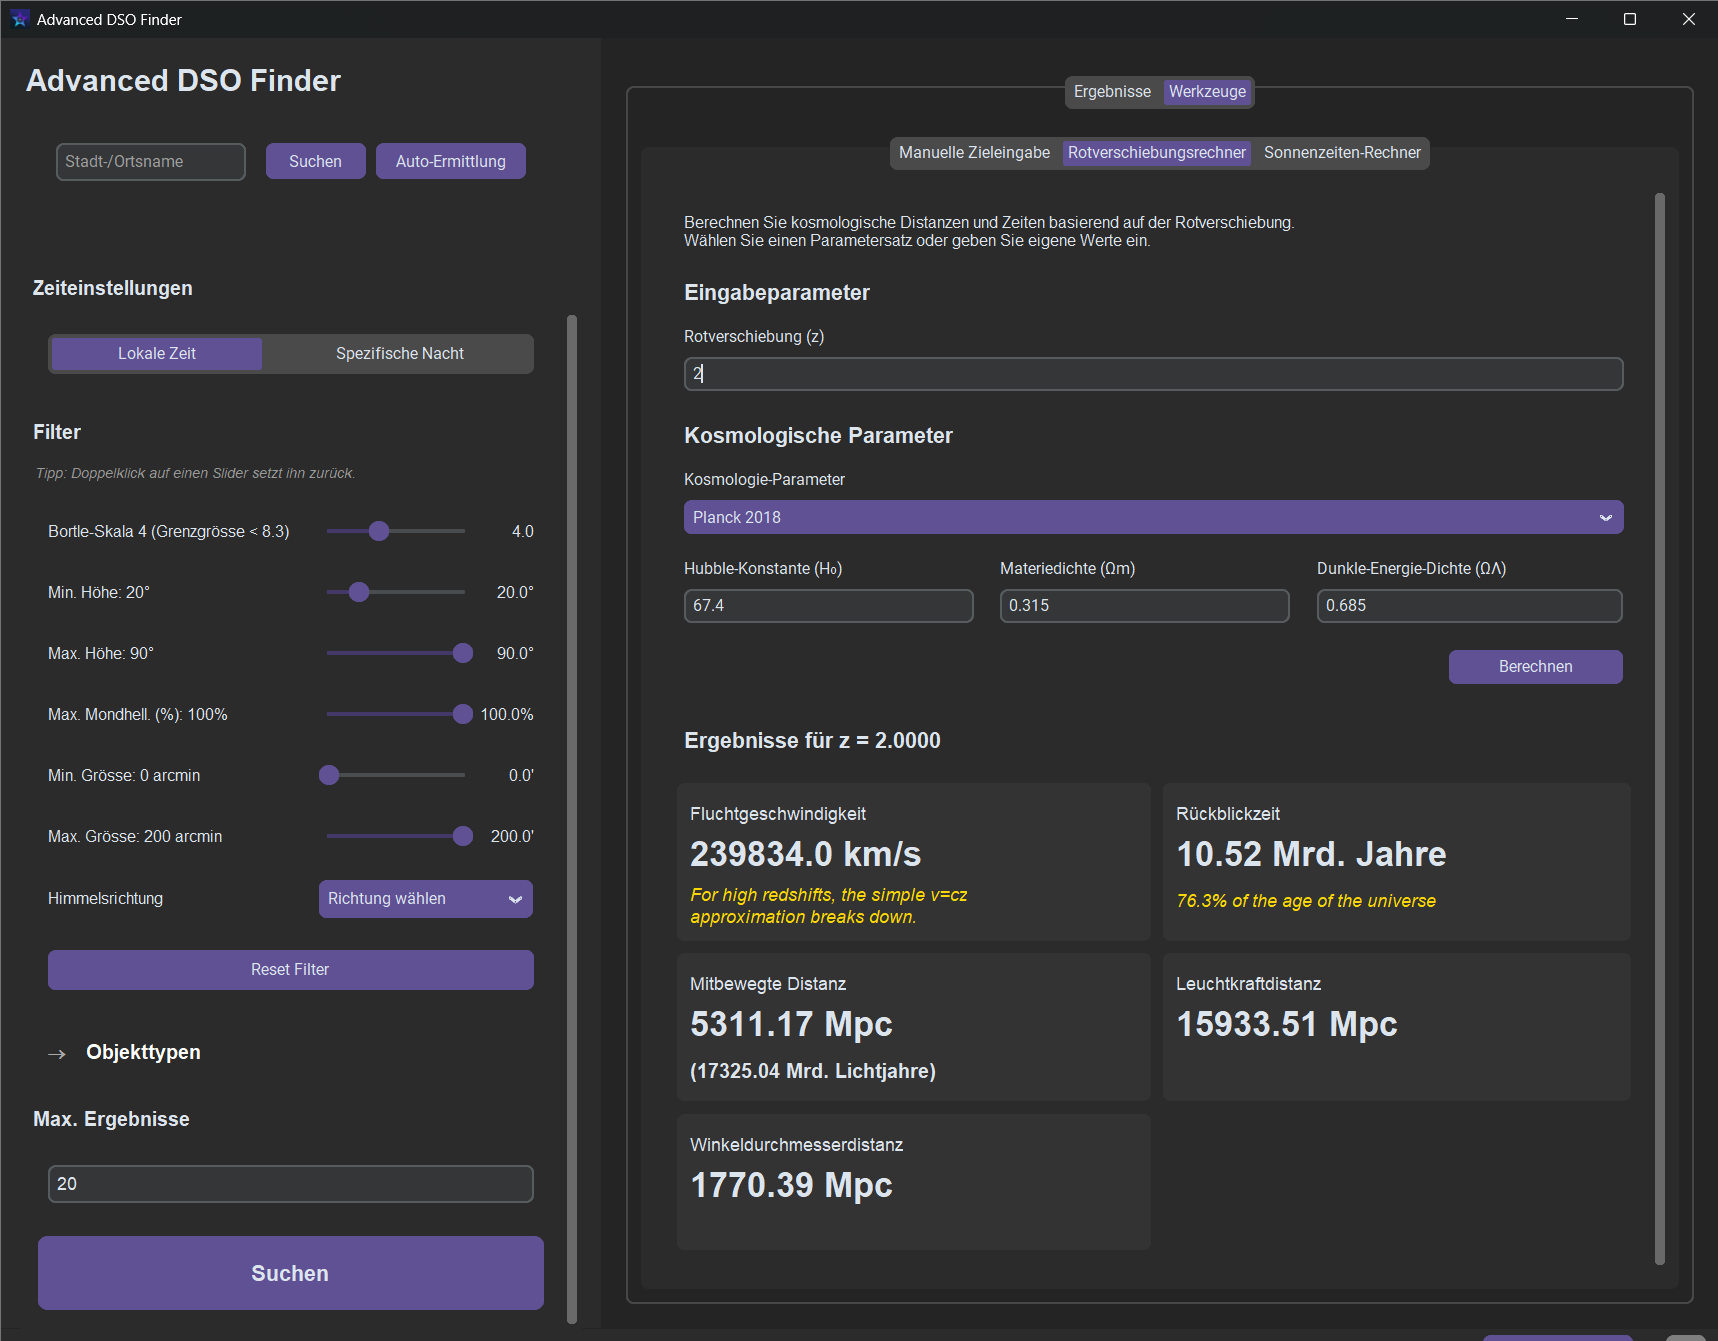 Advanced DSO Finder
Advanced DSO Finder
Stadt-/Ortsname
Suchen
Auto-Ermittlung
Zeiteinstellungen
Lokale Zeit
Spezifische Nacht
Filter
Tipp: Doppelklick auf einen Slider setzt ihn zurück.
Bortle-Skala 4 (Grenzgrösse < 8.3)
4.0
Min. Höhe: 20°
20.0°
Max. Höhe: 90°
90.0°
Max. Mondhell. (%): 100%
100.0%
Min. Grösse: 0 arcmin
0.0'
Max. Grösse: 200 arcmin
200.0'
Himmelsrichtung
Richtung wählen
Reset Filter
→ Objekttypen
Max. Ergebnisse
20
Suchen
Ergebnisse
Werkzeuge
Manuelle Zieleingabe
Rotverschiebungsrechner
Sonnenzeiten-Rechner
Berechnen Sie kosmologische Distanzen und Zeiten basierend auf der Rotverschiebung.
Wählen Sie einen Parametersatz oder geben Sie eigene Werte ein.
Eingabeparameter
Rotverschiebung (z)
2
Kosmologische Parameter
Kosmologie-Parameter
Planck 2018
Hubble-Konstante (H₀)
Materiedichte (Ωm)
Dunkle-Energie-Dichte (ΩΛ)
67.4
0.315
0.685
Berechnen
Ergebnisse für z = 2.0000
Fluchtgeschwindigkeit
239834.0 km/s
For high redshifts, the simple v=cz
approximation breaks down.
Rückblickzeit
10.52 Mrd. Jahre
76.3% of the age of the universe
Mitbewegte Distanz
5311.17 Mpc
(17325.04 Mrd. Lichtjahre)
Leuchtkraftdistanz
15933.51 Mpc
Winkeldurchmesserdistanz
1770.39 Mpc